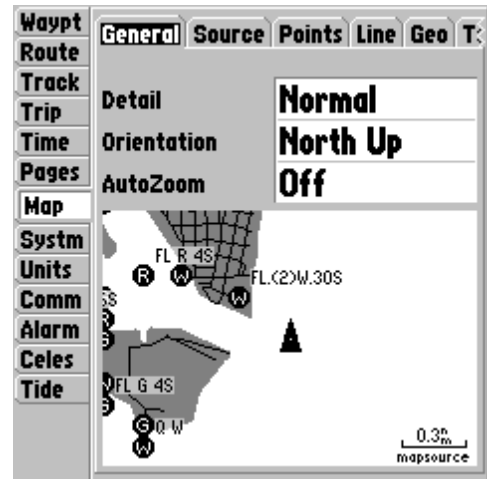 Waypt
Route
Track
Trip
Time
Pages
Map
Systm
Units
Comm
Alarm
Celes
Tide
General Source Points Line Geo
Detail Normal
Orientation North Up
AutoZoom Off
FL R 4S
R W
FL.(2)W.30S
W
FL G 4S
G Q W
W
0.3
mapsource